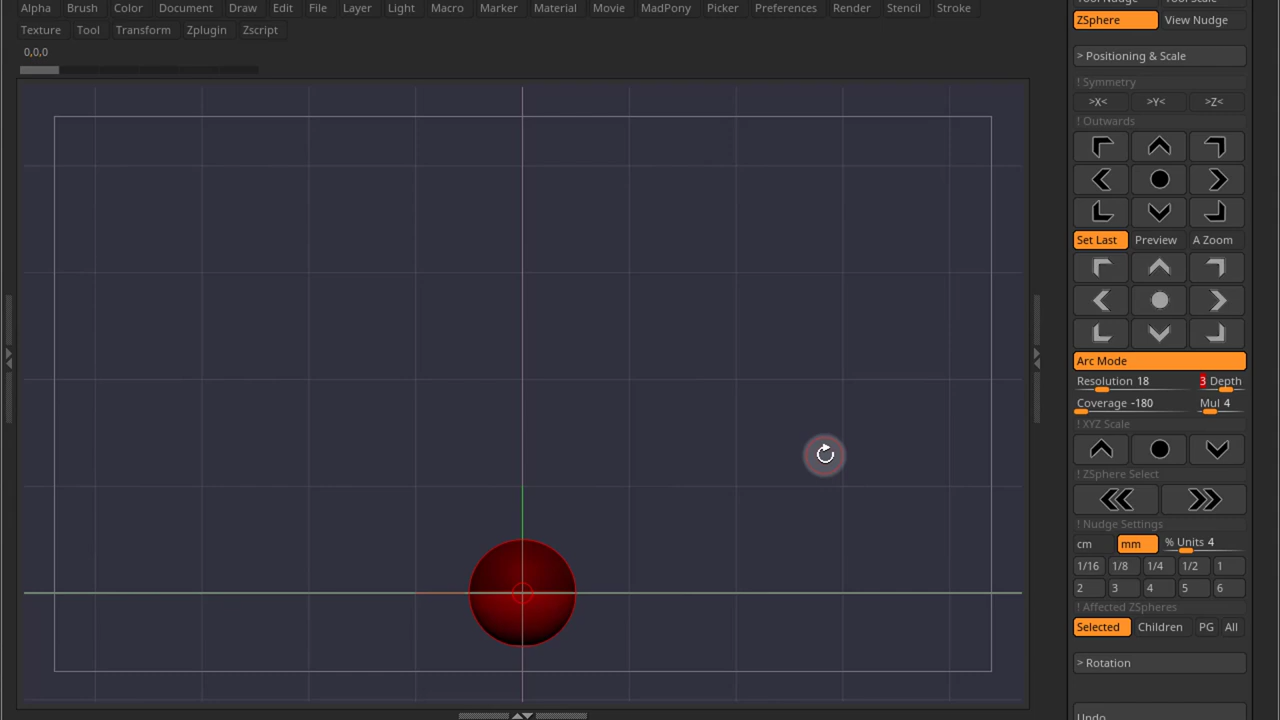 Alpha Brush Color Document Draw Edit File Layer Light Macro Marker Material Movie MadPony Picker Preferences Render Stencil Stroke
Texture Tool Transform Zplugin Zscript
0,0,0
ZSphere View Nudge
> Positioning & Scale
! Symmetry
>X< >Y< >Z<
! Outwards
Set Last Preview A Zoom
Arc Mode
Resolution 18 3 Depth
Coverage -180 Mul 4
! XYZ Scale
! ZSphere Select
! Nudge Settings
cm mm % Units 4
1/16 1/8 1/4 1/2 1
2 3 4 5 6
! Affected ZSpheres
Selected Children PG All
> Rotation
Undo